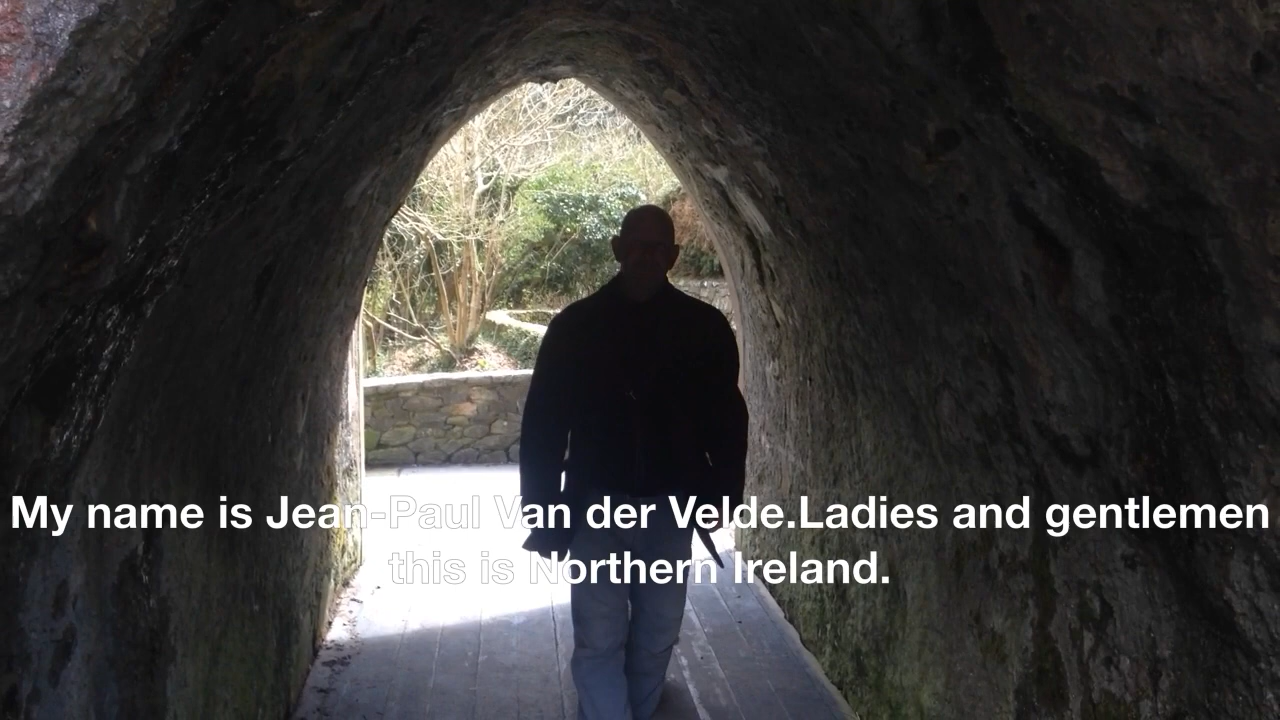 My name is Jean-Paul Van der Velde.Ladies and gentlemen
this is Northern Ireland.